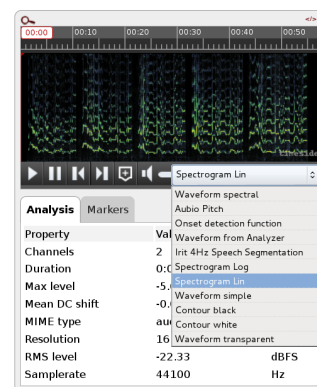 </>
00:00 00:10 00:20 00:30 00:40 00:50
timeside
Spectrogram Lin
Waveform spectral
Aubio Pitch
Onset detection function
Waveform from Analyzer
Irit 4Hz Speech Segmentation
Spectrogram Log
Spectrogram Lin
Waveform simple
Contour black
Contour white
Waveform transparent
Analysis Markers
Property
Channels 2
Duration
Max level
Mean DC shift
MIME type
Resolution 16
RMS level -22.33 dBFS
Samplerate 44100 Hz